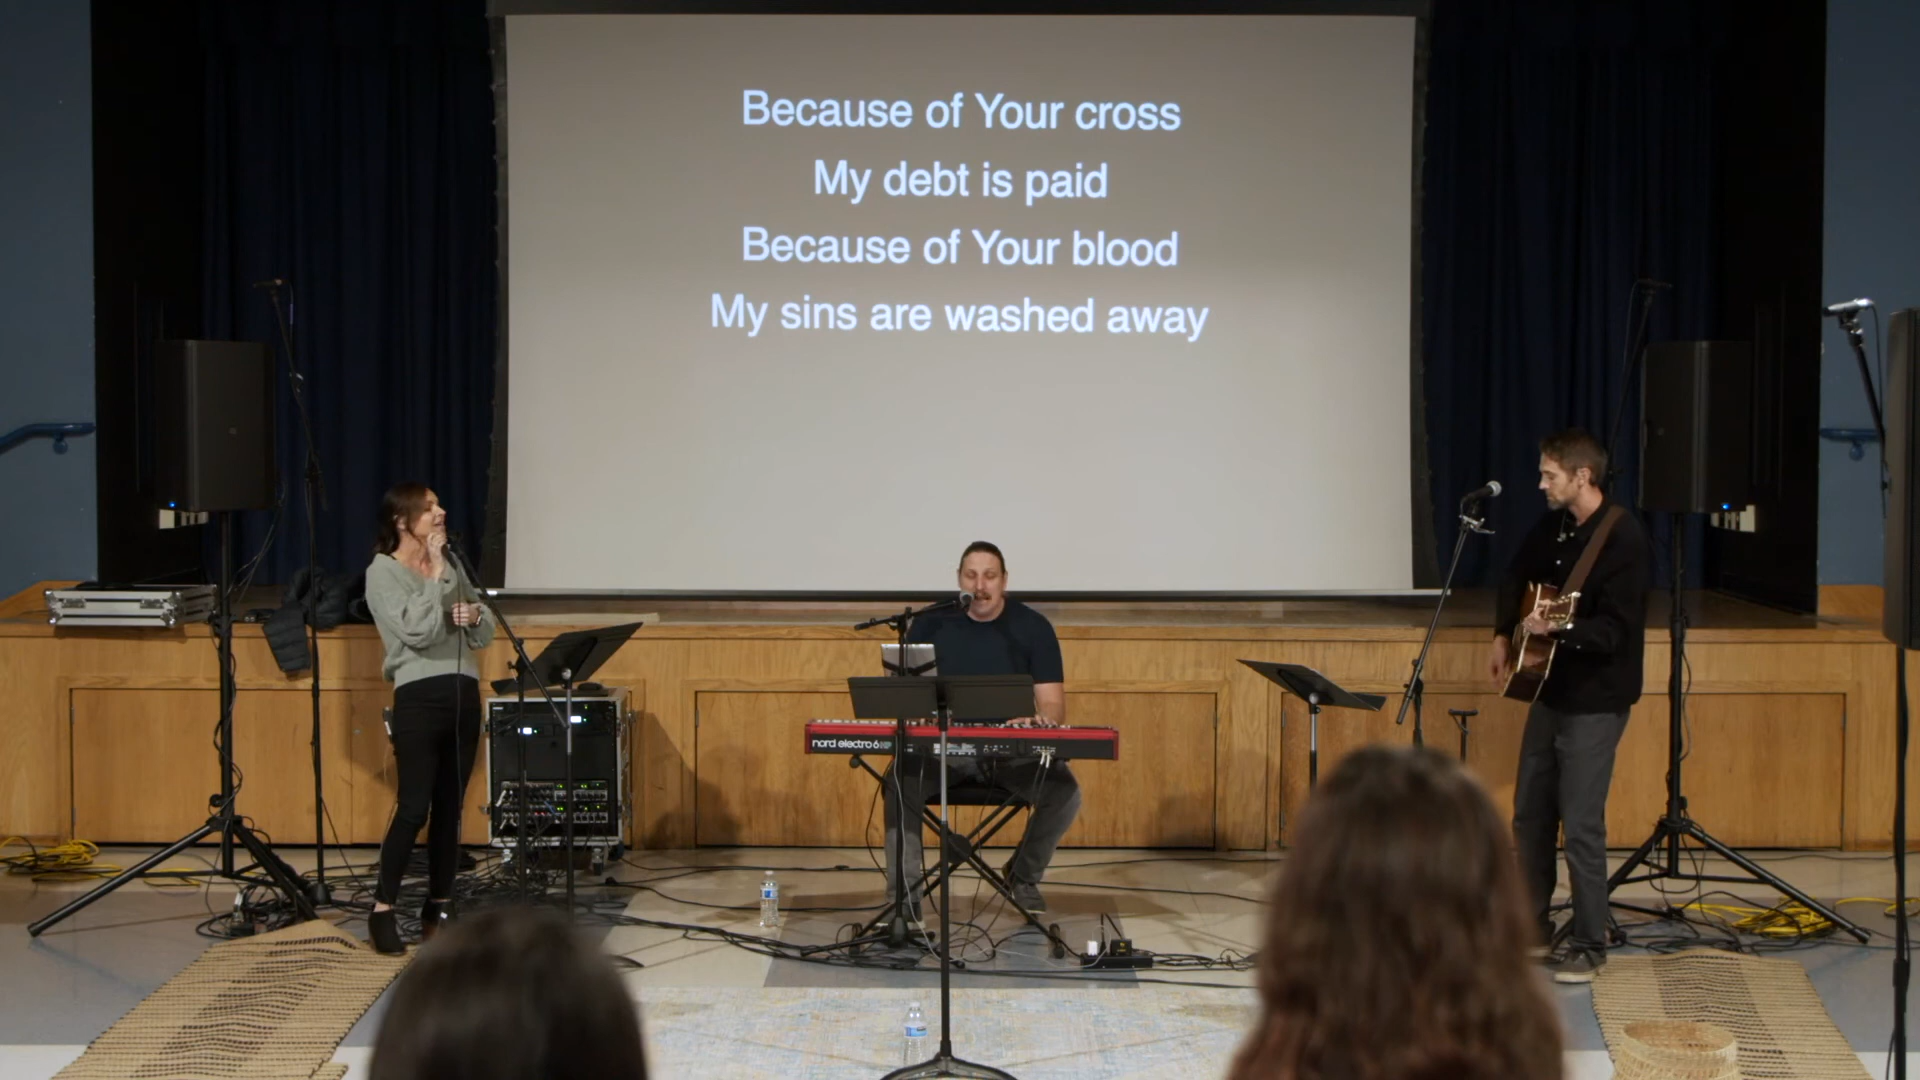 Because of Your cross
My debt is paid
Because of Your blood
My sins are washed away
nord electro 6 HP